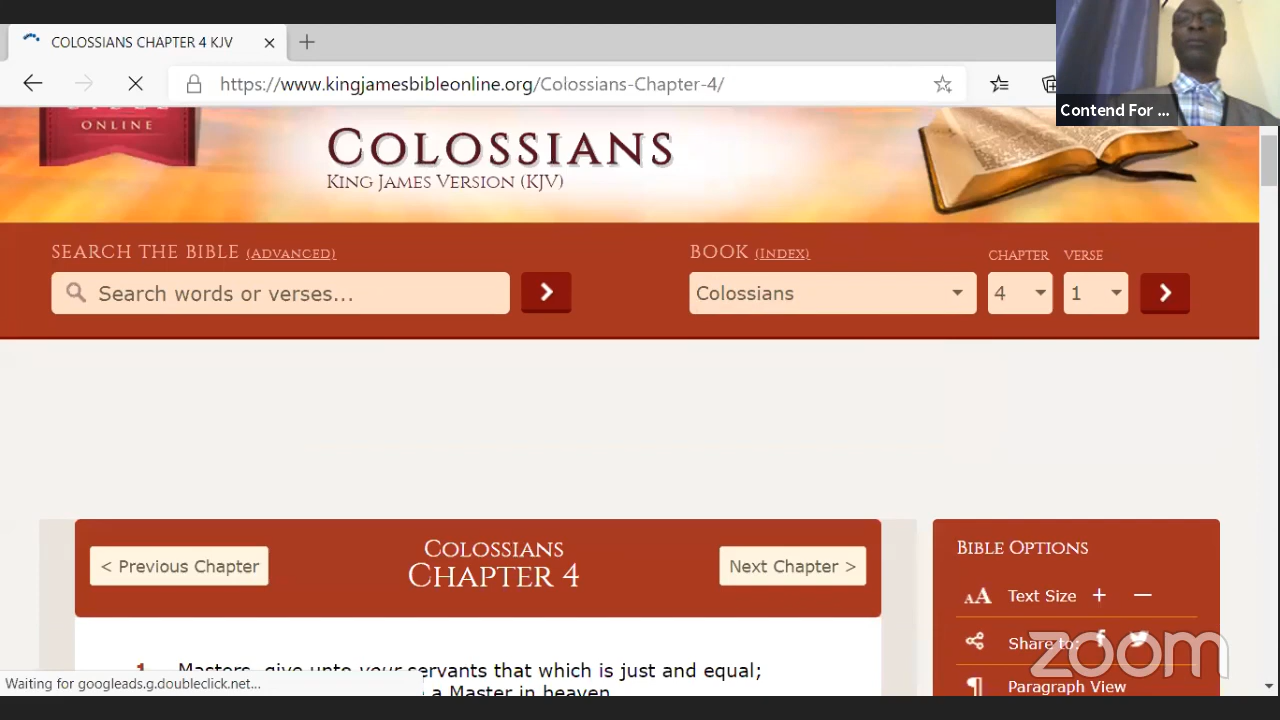 COLOSSIANS CHAPTER 4 KJV
https://www.kingjamesbibleonline.org/Colossians-Chapter-4/
Contend For ...
ONLINE
COLOSSIANS
KING JAMES VERSION (KJV)
SEARCH THE BIBLE (ADVANCED)
BOOK (INDEX)
CHAPTER
VERSE
Search words or verses...
Colossians
4
1
COLOSSIANS
< Previous Chapter
CHAPTER 4
Next Chapter >
BIBLE OPTIONS
AA Text Size + —
Share to:
zoom
1 Masters, give unto your servants that which is just and equal;
a Master in heaven
Waiting for googleads.g.doubleclick.net...
¶ Paragraph View